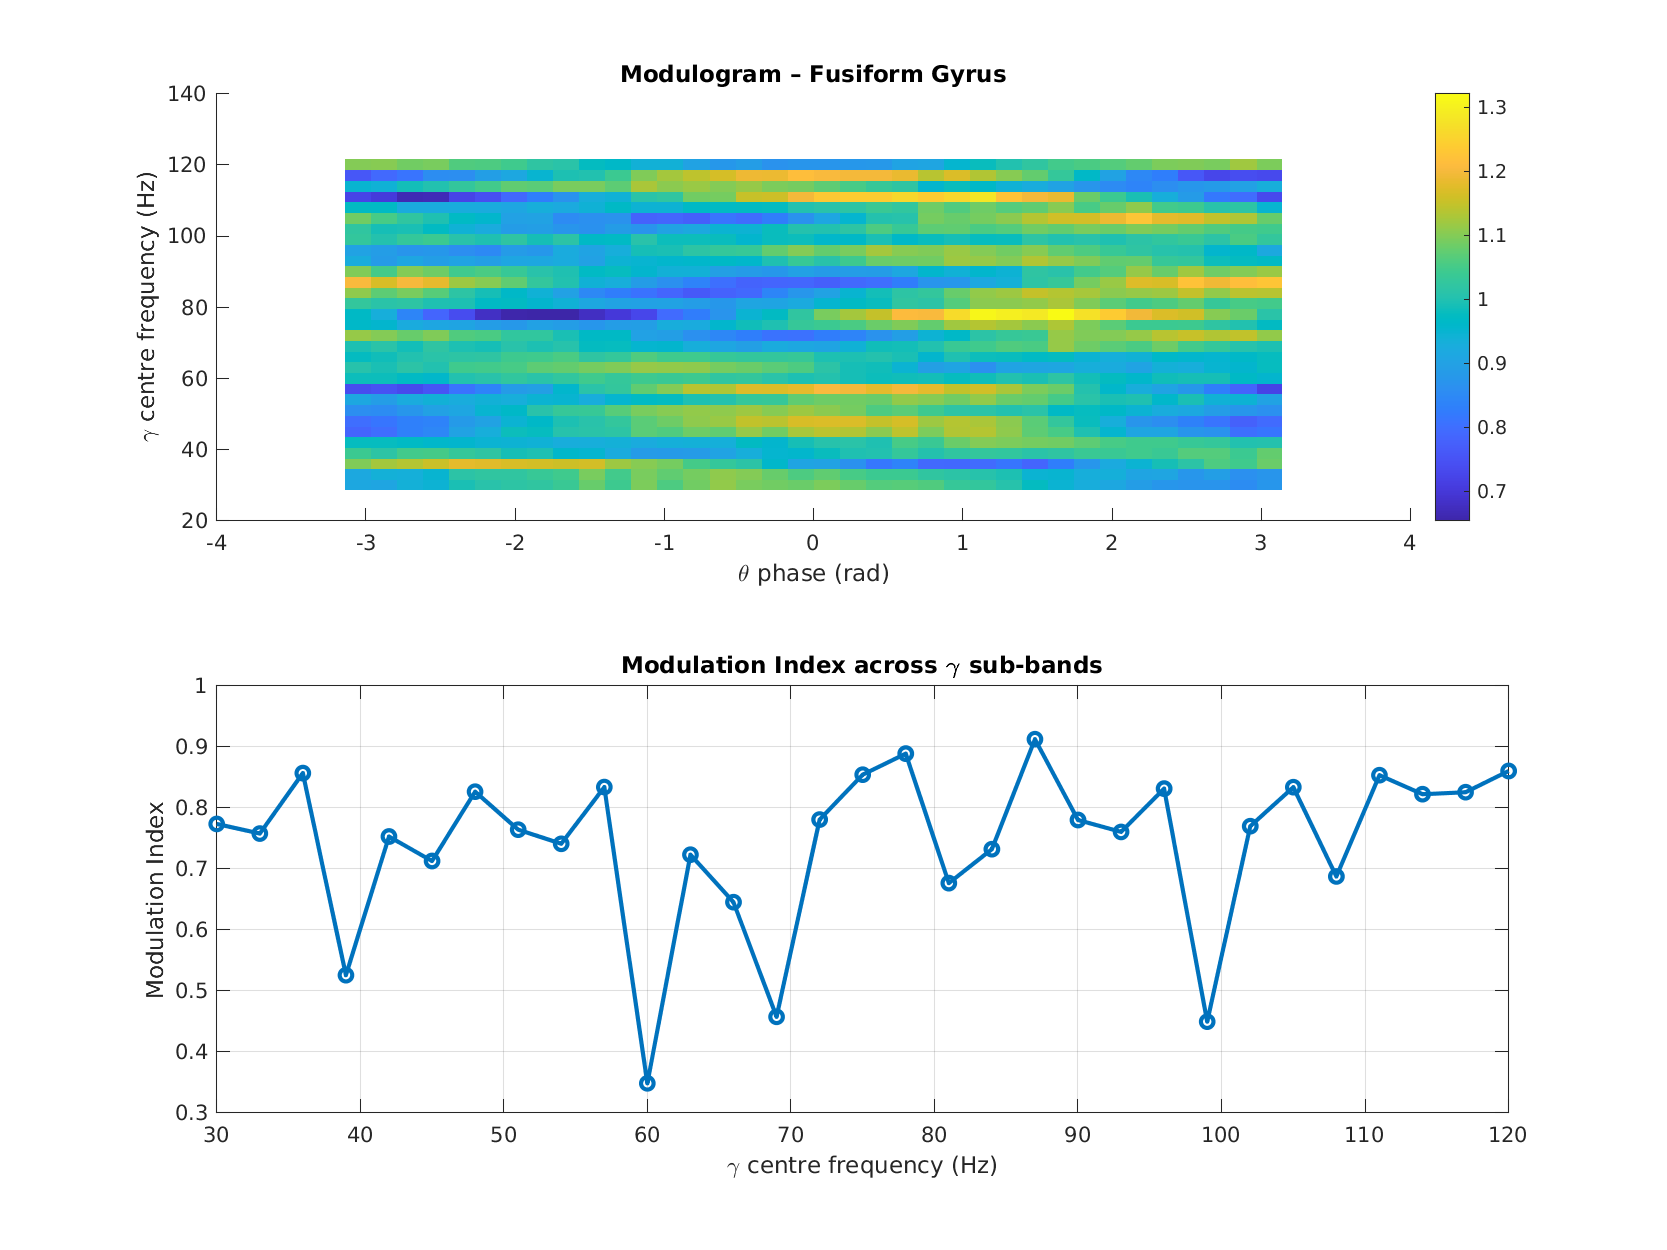 Modulogram – Fusiform Gyrus
140
120
100
80
60
40
20
γ centre frequency (Hz)
-4 -3 -2 -1 0 1 2 3 4
θ phase (rad)
1.3
1.2
1.1
1
0.9
0.8
0.7
Modulation Index across γ sub-bands
1
0.9
0.8
0.7
0.6
0.5
0.4
0.3
Modulation Index
30 40 50 60 70 80 90 100 110 120
γ centre frequency (Hz)